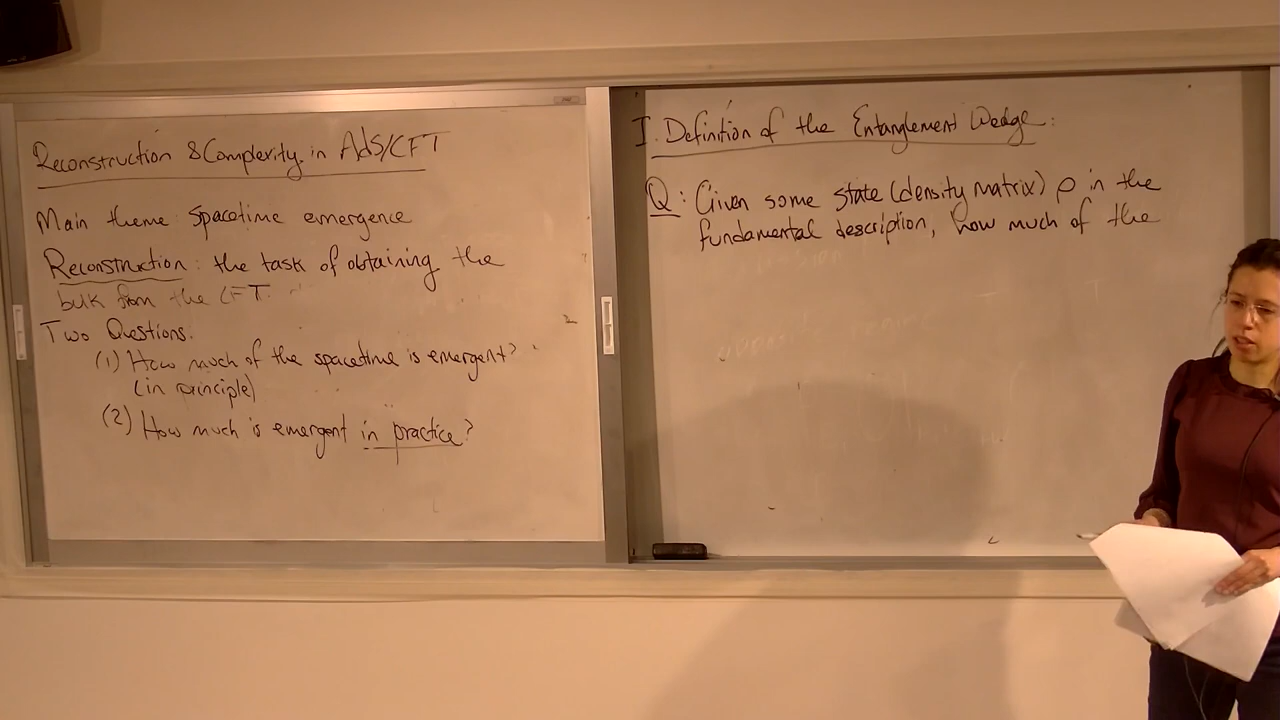 Reconstruction & Complexity in AdS/CFT
Main theme: Spacetime emergence
Reconstruction: the task of obtaining the
bulk from the CFT.
Two Questions.
(1) How much of the spacetime is emergent?
(in principle)
(2) How much is emergent in practice?
I. Definition of the Entanglement Wedge:
Q: Given some state (density matrix) ρ in the
fundamental description, how much of the